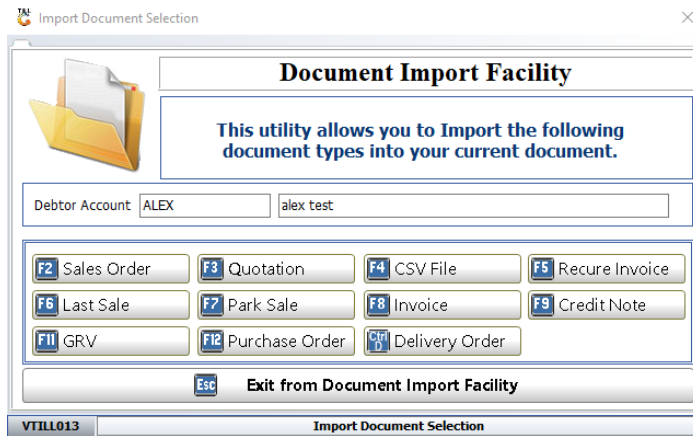 TILL
Import Document Selection
Document Import Facility
This utility allows you to Import the following
document types into your current document.
Debtor Account ALEX alex test
F2 Sales Order F3 Quotation F4 CSV File F5 Recure Invoice
F6 Last Sale F7 Park Sale F8 Invoice F9 Credit Note
F11 GRV F12 Purchase Order Ctrl D Delivery Order
Esc Exit from Document Import Facility
VTILL013 Import Document Selection